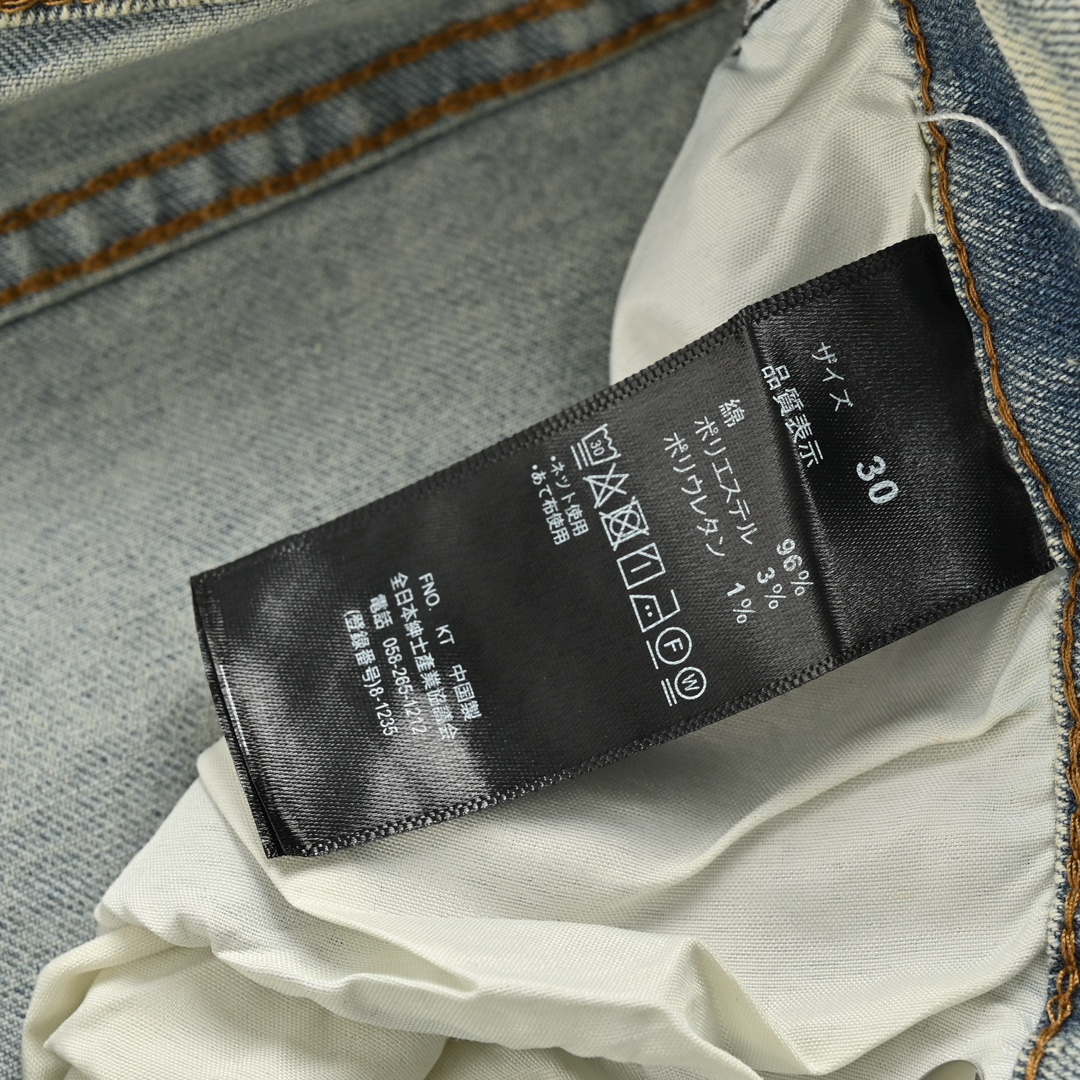 サイズ 30
品質表示
綿 96%
ポリエステル 3%
ポリウレタン 1%
30 F W
・ネット使用
・あて布使用
FNO. KT 中国製
全日本紳士産業協議会
電話 058-265-1212
(登録番号)8-1235